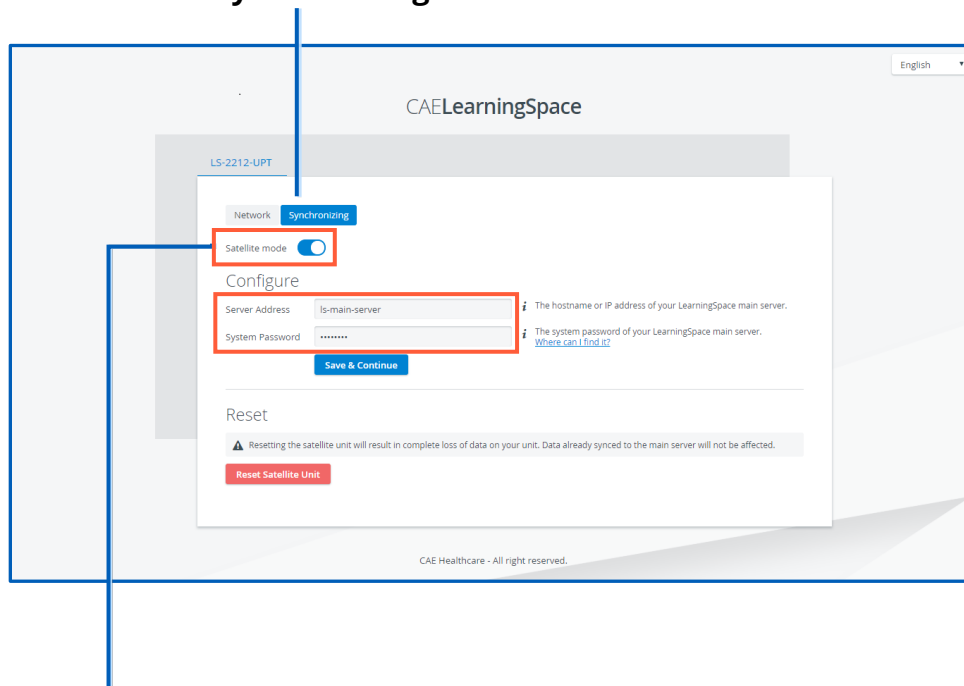 English
CAELearningSpace
LS-2212-UPT
Network Synchronizing
Satellite mode
Configure
Server Address ls-main-server i The hostname or IP address of your LearningSpace main server.
System Password •••••••• i The system password of your LearningSpace main server.
Where can I find it?
Save & Continue
Reset
Resetting the satellite unit will result in complete loss of data on your unit. Data already synced to the main server will not be affected.
Reset Satellite Unit
CAE Healthcare - All right reserved.